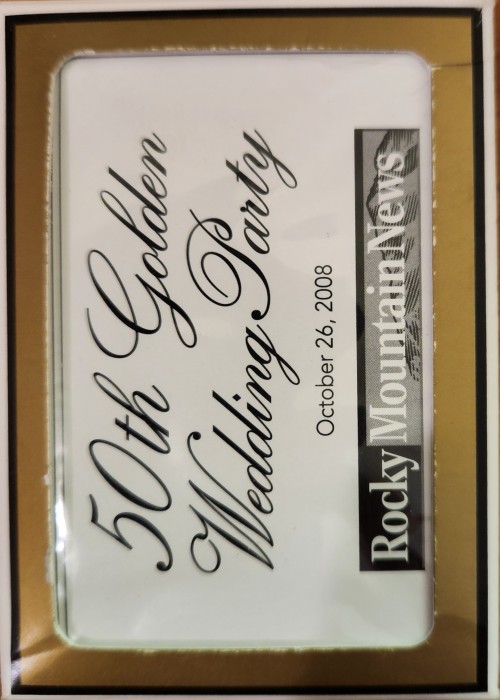 50th Golden
Wedding Party
October 26, 2008
Rocky Mountain News